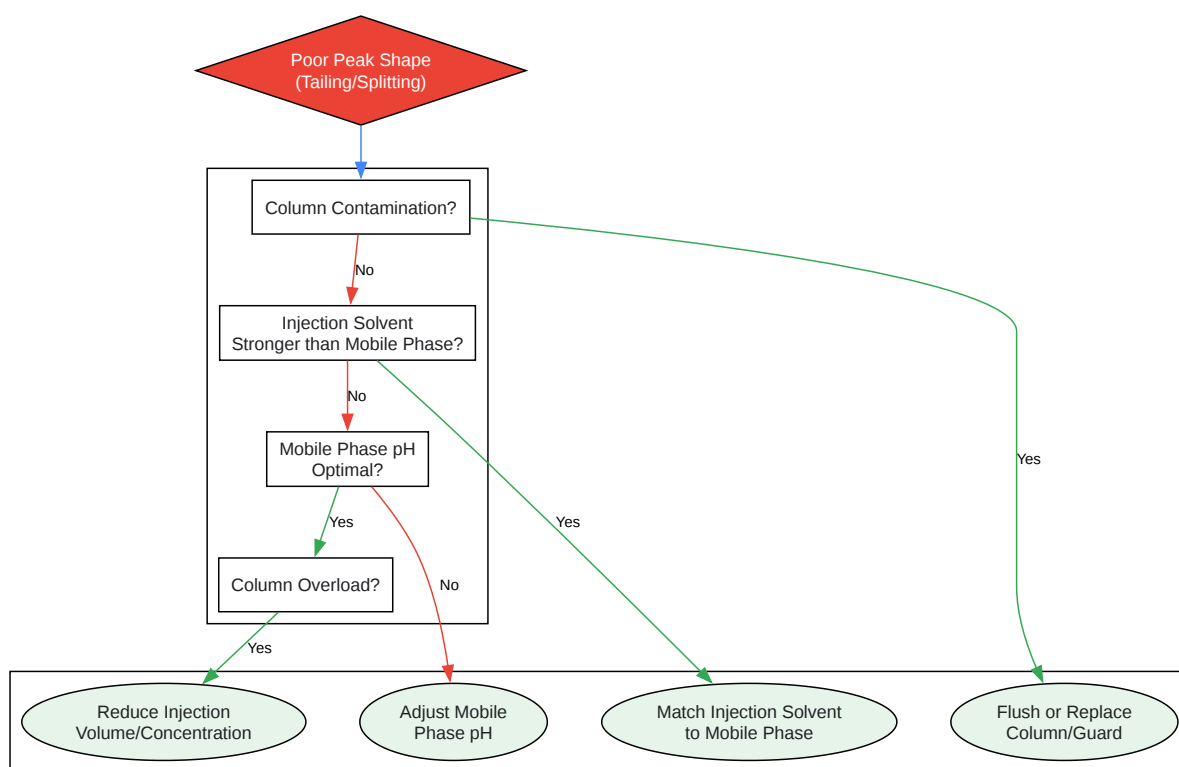 Poor Peak Shape
(Tailing/Splitting)
Column Contamination?
No
Injection Solvent
Stronger than Mobile Phase?
No
Mobile Phase pH
Optimal?
Yes
Yes
Yes
Column Overload?
No
Yes
Reduce Injection
Volume/Concentration
Adjust Mobile
Phase pH
Match Injection Solvent
to Mobile Phase
Flush or Replace
Column/Guard